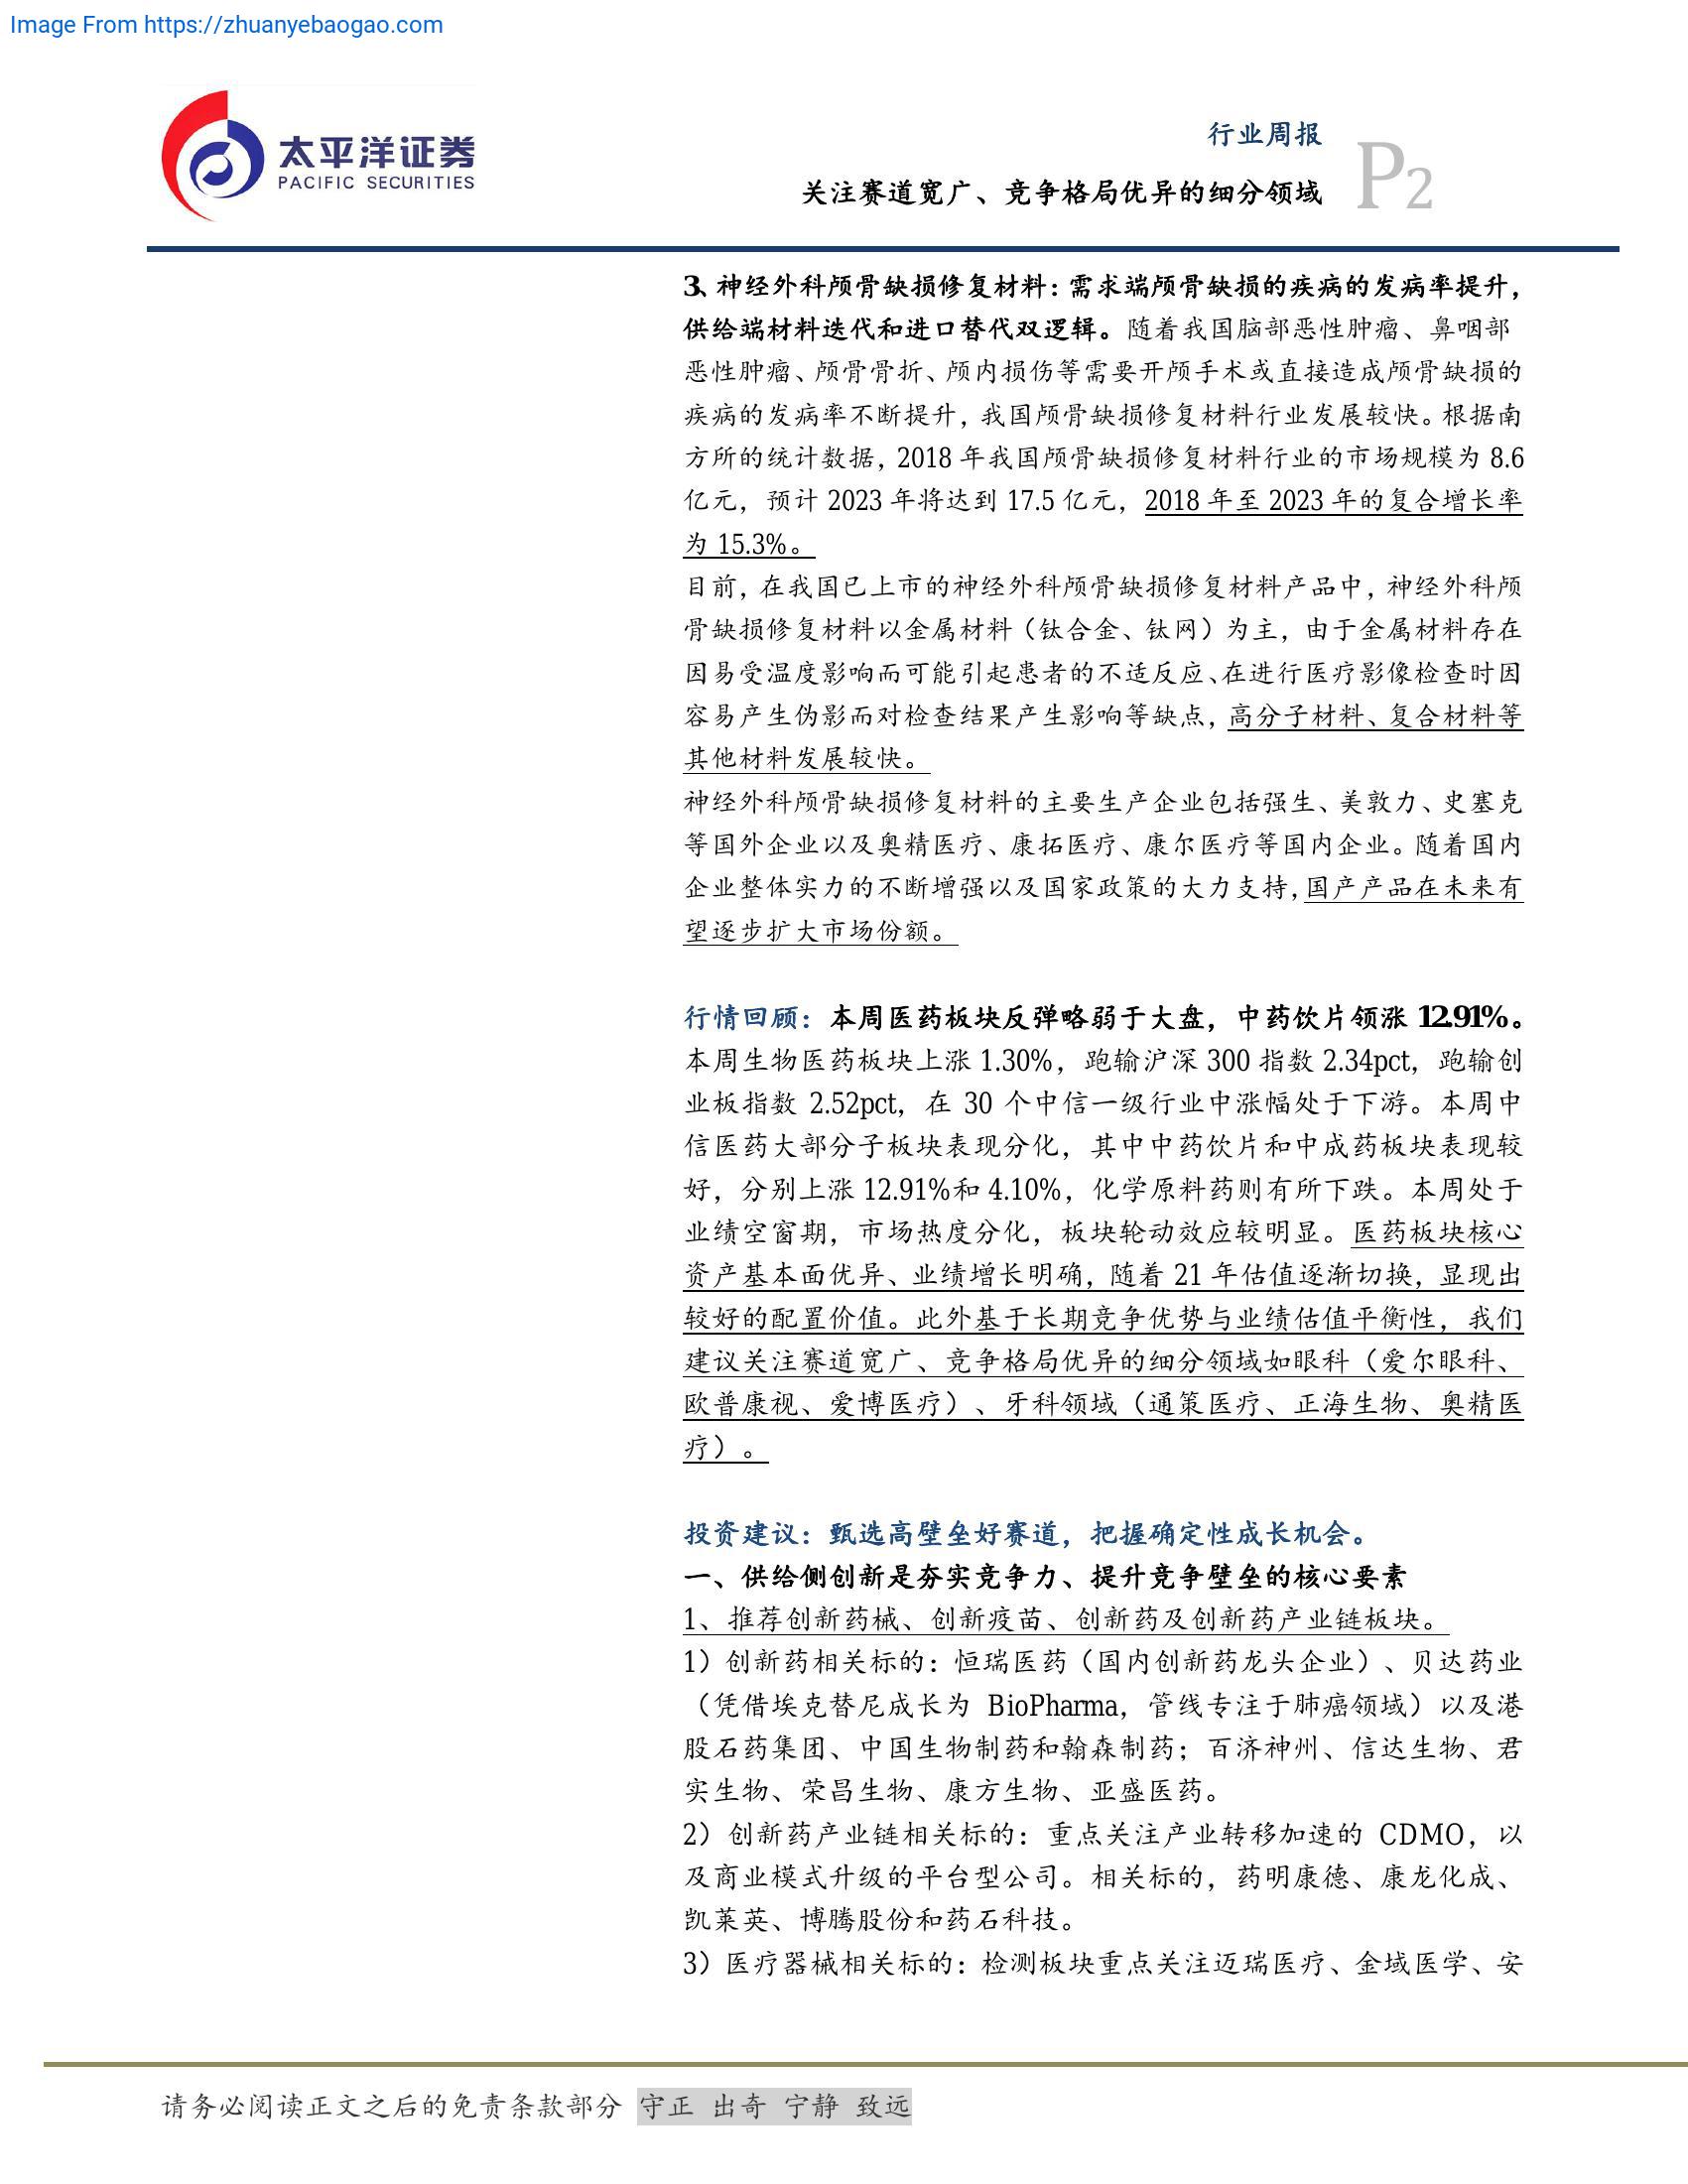 Image From https://zhuanyebaogao.com
太平洋证券
PACIFIC SECURITIES
行业周报
关注赛道宽广、竞争格局优异的细分领域
P2
3、神经外科颅骨缺损修复材料：需求端颅骨缺损的疾病的发病率提升，
供给端材料迭代和进口替代双逻辑。随着我国脑部恶性肿瘤、鼻咽部
恶性肿瘤、颅骨骨折、颅内损伤等需要开颅手术或直接造成颅骨缺损的
疾病的发病率不断提升，我国颅骨缺损修复材料行业发展较快。根据南
方所的统计数据，2018 年我国颅骨缺损修复材料行业的市场规模为 8.6
亿元，预计 2023 年将达到 17.5 亿元，2018 年至 2023 年的复合增长率
为 15.3%。
目前，在我国已上市的神经外科颅骨缺损修复材料产品中，神经外科颅
骨缺损修复材料以金属材料（钛合金、钛网）为主，由于金属材料存在
因易受温度影响而可能引起患者的不适反应、在进行医疗影像检查时因
容易产生伪影而对检查结果产生影响等缺点，高分子材料、复合材料等
其他材料发展较快。
神经外科颅骨缺损修复材料的主要生产企业包括强生、美敦力、史塞克
等国外企业以及奥精医疗、康拓医疗、康尔医疗等国内企业。随着国内
企业整体实力的不断增强以及国家政策的大力支持，国产产品在未来有
望逐步扩大市场份额。
行情回顾：本周医药板块反弹略弱于大盘，中药饮片领涨 12.91%。
本周生物医药板块上涨 1.30%，跑输沪深 300 指数 2.34pct，跑输创
业板指数 2.52pct，在 30 个中信一级行业中涨幅处于下游。本周中
信医药大部分子板块表现分化，其中中药饮片和中成药板块表现较
好，分别上涨 12.91%和 4.10%，化学原料药则有所下跌。本周处于
业绩空窗期，市场热度分化，板块轮动效应较明显。医药板块核心
资产基本面优异、业绩增长明确，随着 21 年估值逐渐切换，显现出
较好的配置价值。此外基于长期竞争优势与业绩估值平衡性，我们
建议关注赛道宽广、竞争格局优异的细分领域如眼科（爱尔眼科、
欧普康视、爱博医疗）、牙科领域（通策医疗、正海生物、奥精医
疗）。
投资建议：甄选高壁垒好赛道，把握确定性成长机会。
一、供给侧创新是夯实竞争力、提升竞争壁垒的核心要素
1、推荐创新药械、创新疫苗、创新药及创新药产业链板块。
1）创新药相关标的：恒瑞医药（国内创新药龙头企业）、贝达药业
（凭借埃克替尼成长为 BioPharma，管线专注于肺癌领域）以及港
股石药集团、中国生物制药和翰森制药；百济神州、信达生物、君
实生物、荣昌生物、康方生物、亚盛医药。
2）创新药产业链相关标的：重点关注产业转移加速的 CDMO，以
及商业模式升级的平台型公司。相关标的，药明康德、康龙化成、
凯莱英、博腾股份和药石科技。
3）医疗器械相关标的：检测板块重点关注迈瑞医疗、金域医学、安
请务必阅读正文之后的免责条款部分 守正 出奇 宁静 致远